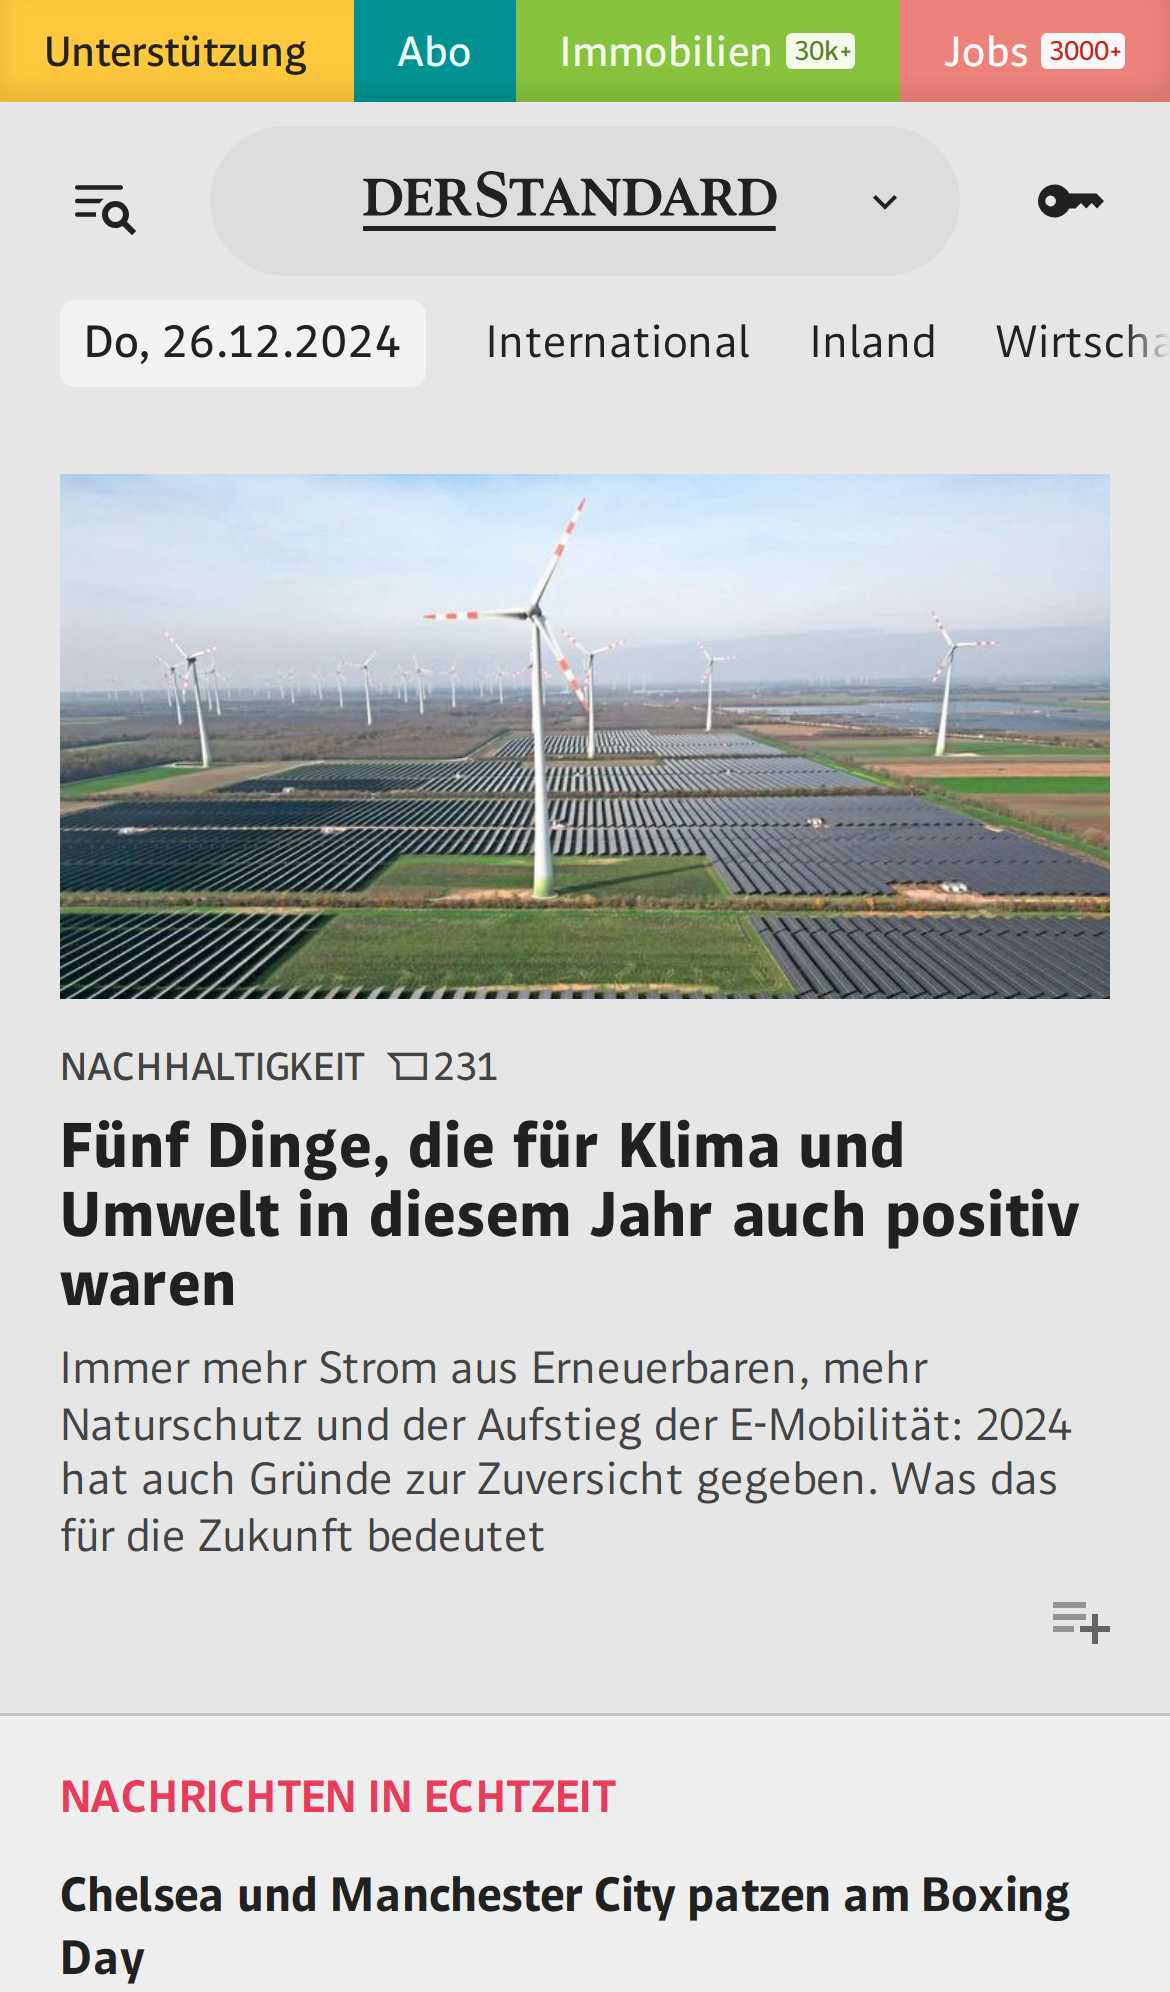 Unterstützung Abo Immobilien 30k+ Jobs 3000+
DERSTANDARD
Do, 26.12.2024 International Inland Wirtscha
NACHHALTIGKEIT 231
Fünf Dinge, die für Klima und
Umwelt in diesem Jahr auch positiv
waren
Immer mehr Strom aus Erneuerbaren, mehr
Naturschutz und der Aufstieg der E-Mobilität: 2024
hat auch Gründe zur Zuversicht gegeben. Was das
für die Zukunft bedeutet
NACHRICHTEN IN ECHTZEIT
Chelsea und Manchester City patzen am Boxing
Day